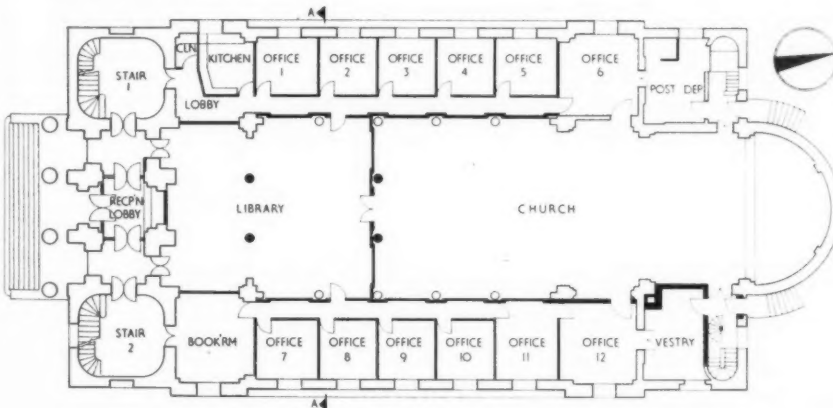 A
CLN
KITCHEN
OFFICE
1
OFFICE
2
OFFICE
3
OFFICE
4
OFFICE
5
OFFICE
6
POST DEP
STAIR
1
LOBBY
RECP'N
LOBBY
LIBRARY
CHURCH
STAIR
2
BOOK'RM
OFFICE
7
OFFICE
8
OFFICE
9
OFFICE
10
OFFICE
11
OFFICE
12
VESTRY
A